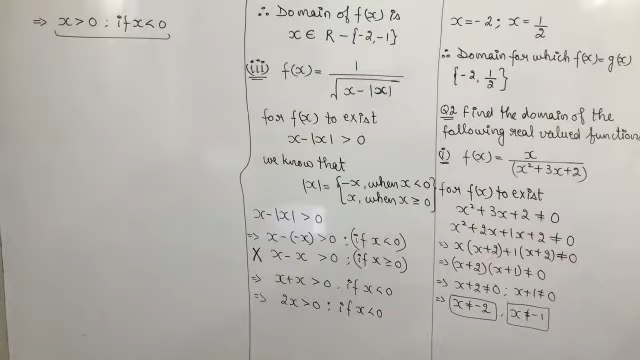 ⇒ x>0 ; if x<0
∴ Domain of f(x) is
x ∈ R − {-2,-1}
(iii) f(x) = 1/√(x-|x|)
for f(x) to exist
x-|x| > 0
we know that
|x| = {-x, when x<0
x, when x≥0}
x-|x| > 0
⇒ x-(-x)>0 ; (if x<0)
X x-x >0 ; (if x≥0)
⇒ x+x>0 . if x<0
⇒ 2x>0 ; if x<0
x=-2 ; x=1/2
∴ Domain for which f(x)=g(x)
{-2, 1/2}
Q2 Find the domain of the
following real valued function
(i) f(x) = x/(x²+3x+2)
for f(x) to exist
x²+3x+2 ≠ 0
x²+2x+1x+2 ≠0
⇒ x(x+2)+1(x+2)≠0
⇒ (x+2)(x+1)≠0
⇒ x+2≠0 ; x+1≠0
⇒ x≠-2 , x≠-1